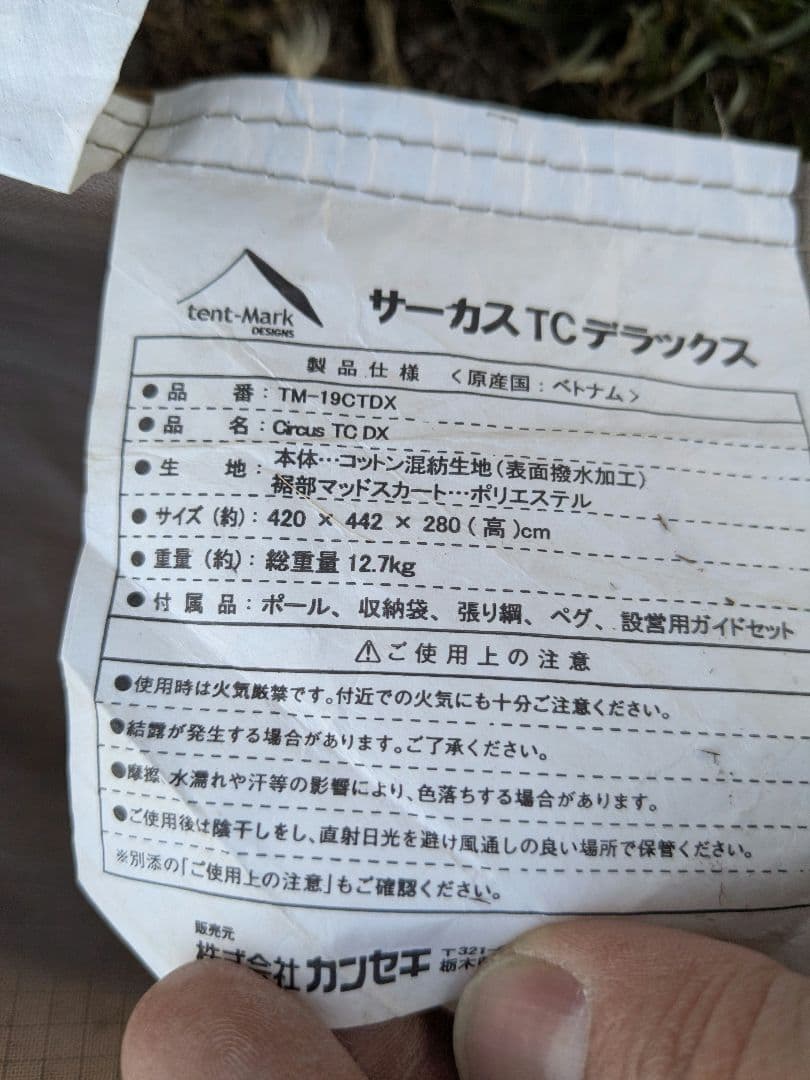 tent-Mark
DESIGNS
サーカスTCデラックス
製品仕様 〈原産国：ベトナム〉
●品　番：TM-19CTDX
●品　名：Circus TC DX
●生　地：本体…コットン混紡生地(表面撥水加工)
裾部マッドスカート…ポリエステル
●サイズ(約)：420 × 442 × 280(高)cm
●重量(約)：総重量 12.7kg
●付属品：ポール、収納袋、張り綱、ペグ、設営用ガイドセット
⚠ご使用上の注意
●使用時は火気厳禁です。付近での火気にも十分ご注意ください。
●結露が発生する場合があります。ご了承ください。
●摩擦、水濡れや汗等の影響により、色落ちする場合があります。
●ご使用後は陰干しをし、直射日光を避け風通しの良い場所で保管ください。
※別添の「ご使用上の注意」もご確認ください。
販売元
株式会社カンセキ
〒321-
栃木